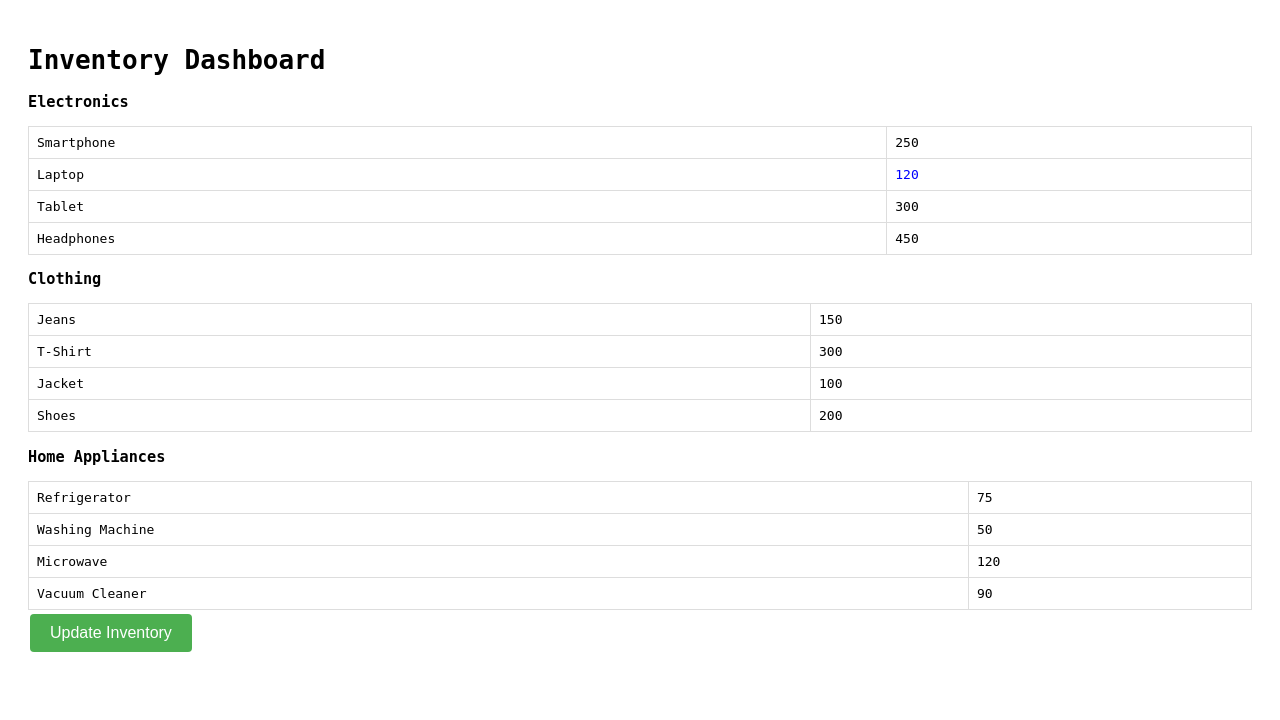 Inventory Dashboard
Electronics
Smartphone 250
Laptop 120
Tablet 300
Headphones 450
Clothing
Jeans 150
T-Shirt 300
Jacket 100
Shoes 200
Home Appliances
Refrigerator 75
Washing Machine 50
Microwave 120
Vacuum Cleaner 90
Update Inventory